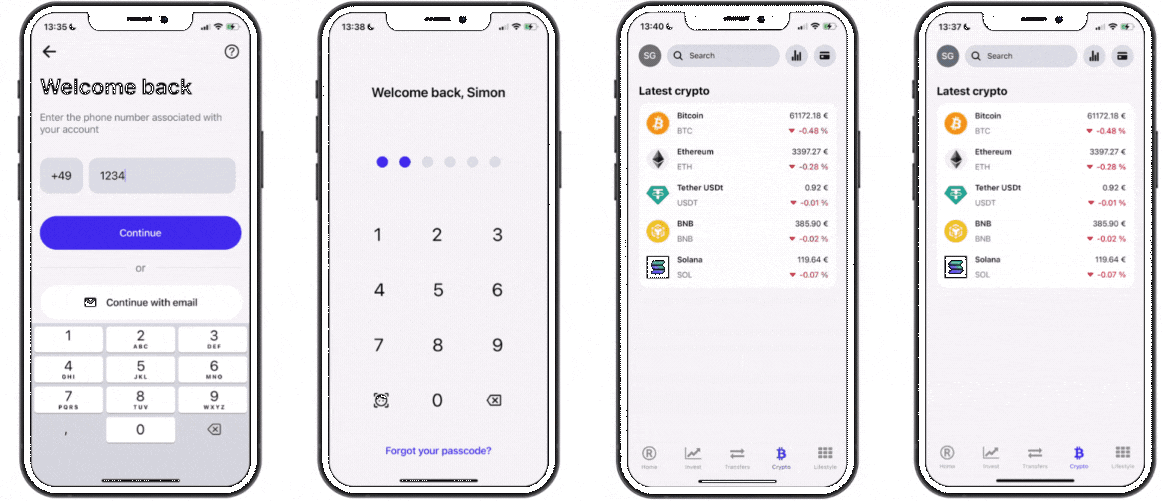 13:35
?
Welcome back
Enter the phone number associated with
your account
+49
1234
Continue
or
Continue with email
1
2
ABC
3
DEF
4
GHI
5
JKL
6
MNO
7
PQRS
8
TUV
9
WXYZ
,
0
13:38
Welcome back, Simon
1 2 3
4 5 6
7 8 9
0
Forgot your passcode?
13:40
SG
Search
Latest crypto
Bitcoin 61172.18 €
BTC -0.48 %
Ethereum 3397.27 €
ETH -0.28 %
Tether USDt 0.92 €
USDT -0.01 %
BNB 385.90 €
BNB -0.02 %
Solana 119.64 €
SOL -0.07 %
R
Home Invest Transfers Crypto Lifestyle
13:37
SG
Search
Latest crypto
Bitcoin 61172.18 €
BTC -0.48 %
Ethereum 3397.27 €
ETH -0.28 %
Tether USDt 0.92 €
USDT -0.01 %
BNB 385.90 €
BNB -0.02 %
Solana 119.64 €
SOL -0.07 %
R
Home Invest Transfers Crypto Lifestyle